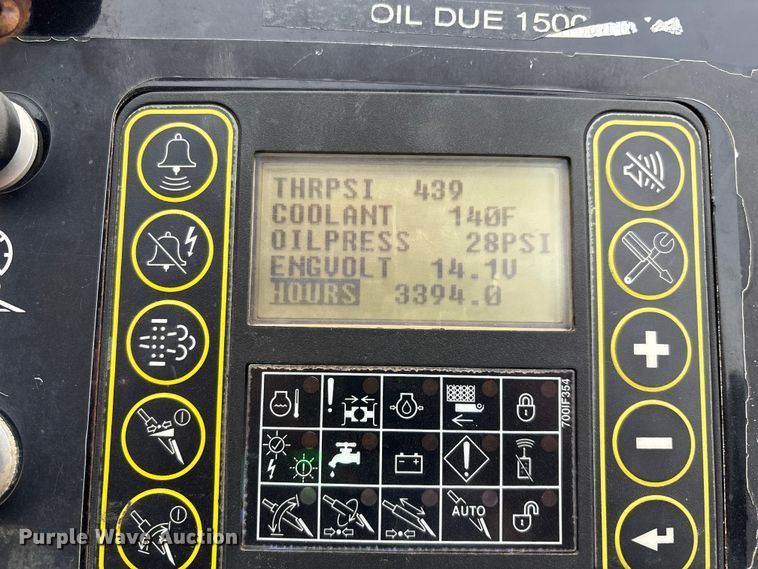 OIL DUE 1500
THRPSI 439
COOLANT 140F
OILPRESS 28PSI
ENGVOLT 14.1V
HOURS 3394.0
700IF354
AUTO
Purple Wave Auction